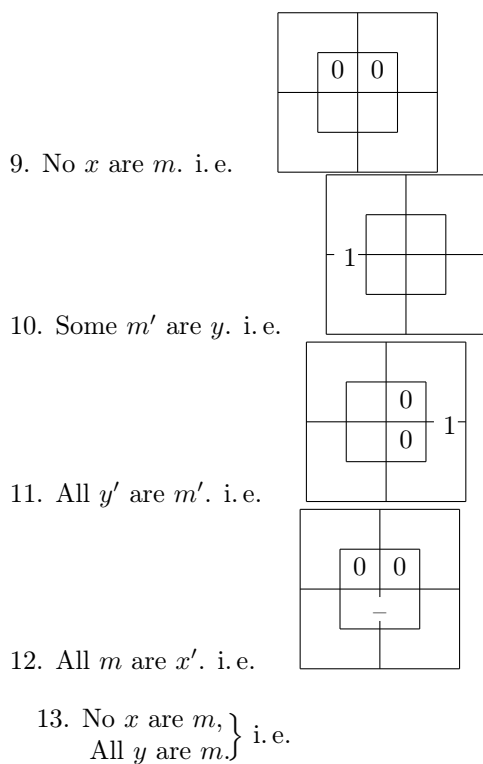 0 0
9. No x are m. i. e.
1
10. Some m′ are y. i. e.
0
1
0
11. All y′ are m′. i. e.
0 0
–
12. All m are x′. i. e.
13. No x are m,
All y are m. } i. e.